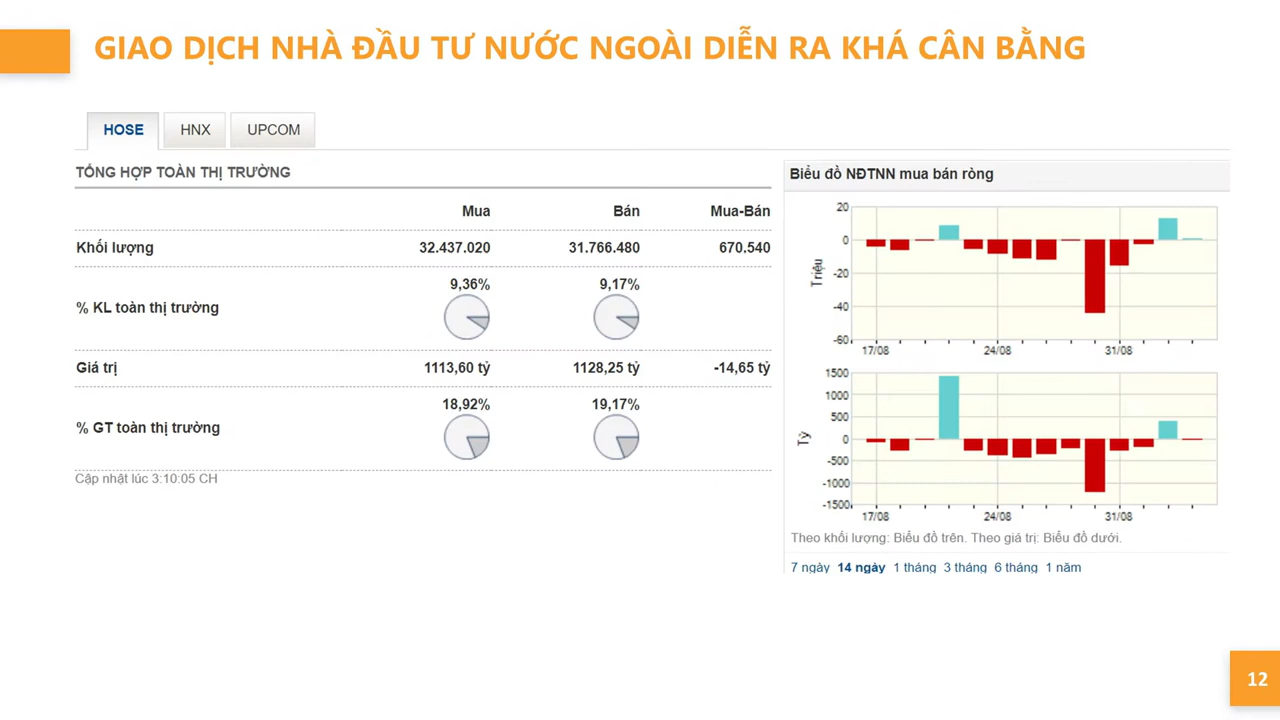 GIAO DỊCH NHÀ ĐẦU TƯ NƯỚC NGOÀI DIỄN RA KHÁ CÂN BẰNG
HOSE HNX UPCOM
TỔNG HỢP TOÀN THỊ TRƯỜNG
Mua Bán Mua-Bán
Khối lượng 32.437.020 31.766.480 670.540
9,36% 9,17%
% KL toàn thị trường
Giá trị 1113,60 tỷ 1128,25 tỷ -14,65 tỷ
18,92% 19,17%
% GT toàn thị trường
Cập nhật lúc 3:10:05 CH
Biểu đồ NĐTNN mua bán ròng
20
0
-20
-40
-60
Triệu
17/08 24/08 31/08
1500
1000
500
0
-500
-1000
-1500
Tỷ
17/08 24/08 31/08
Theo khối lượng: Biểu đồ trên. Theo giá trị: Biểu đồ dưới.
7 ngày 14 ngày 1 tháng 3 tháng 6 tháng 1 năm
12